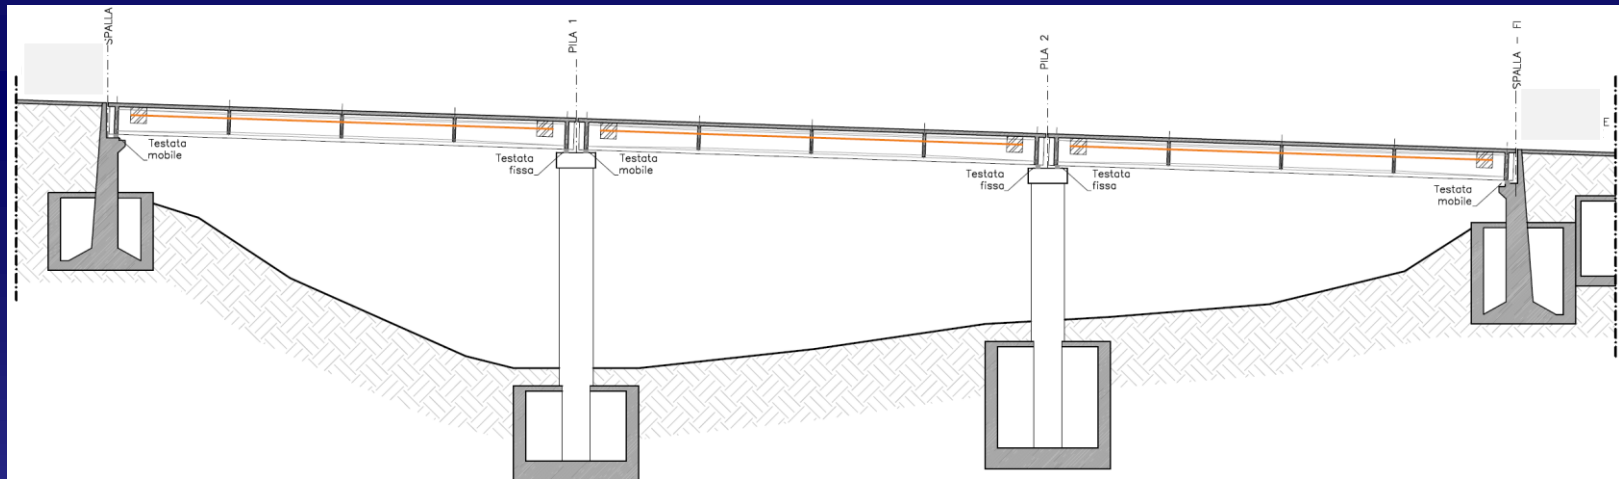 SPALLA
PILA 1
PILA 2
SPALLA - FI
E
Testata
mobile
Testata
fissa
Testata
mobile
Testata
fissa
Testata
fissa
Testata
mobile